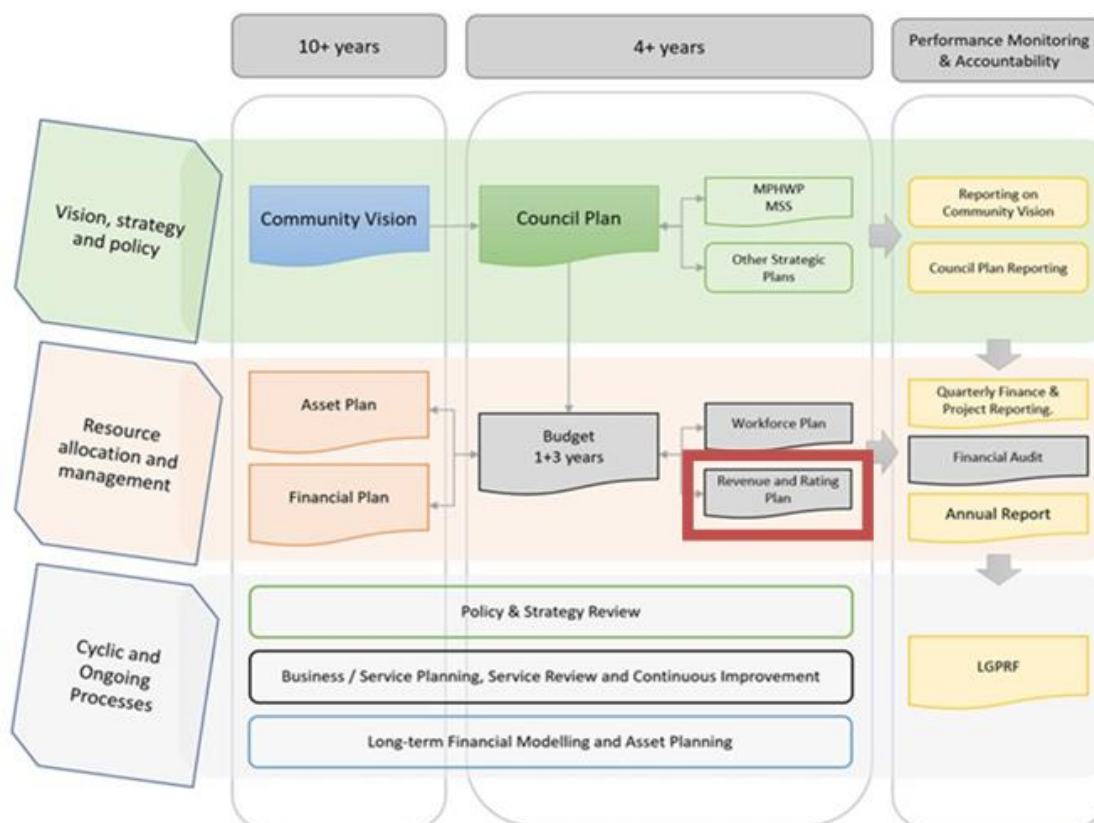 10+ years
4+ years
Performance Monitoring
& Accountability
Vision, strategy
and policy
Community Vision
Council Plan
MPHWP
MSS
Other Strategic
Plans
Reporting on
Community Vision
Council Plan Reporting
Resource
allocation and
management
Asset Plan
Financial Plan
Budget
1+3 years
Workforce Plan
Revenue and Rating
Plan
Quarterly Finance &
Project Reporting.
Financial Audit
Annual Report
Cyclic and
Ongoing
Processes
Policy & Strategy Review
Business / Service Planning, Service Review and Continuous Improvement
Long-term Financial Modelling and Asset Planning
LGPRF